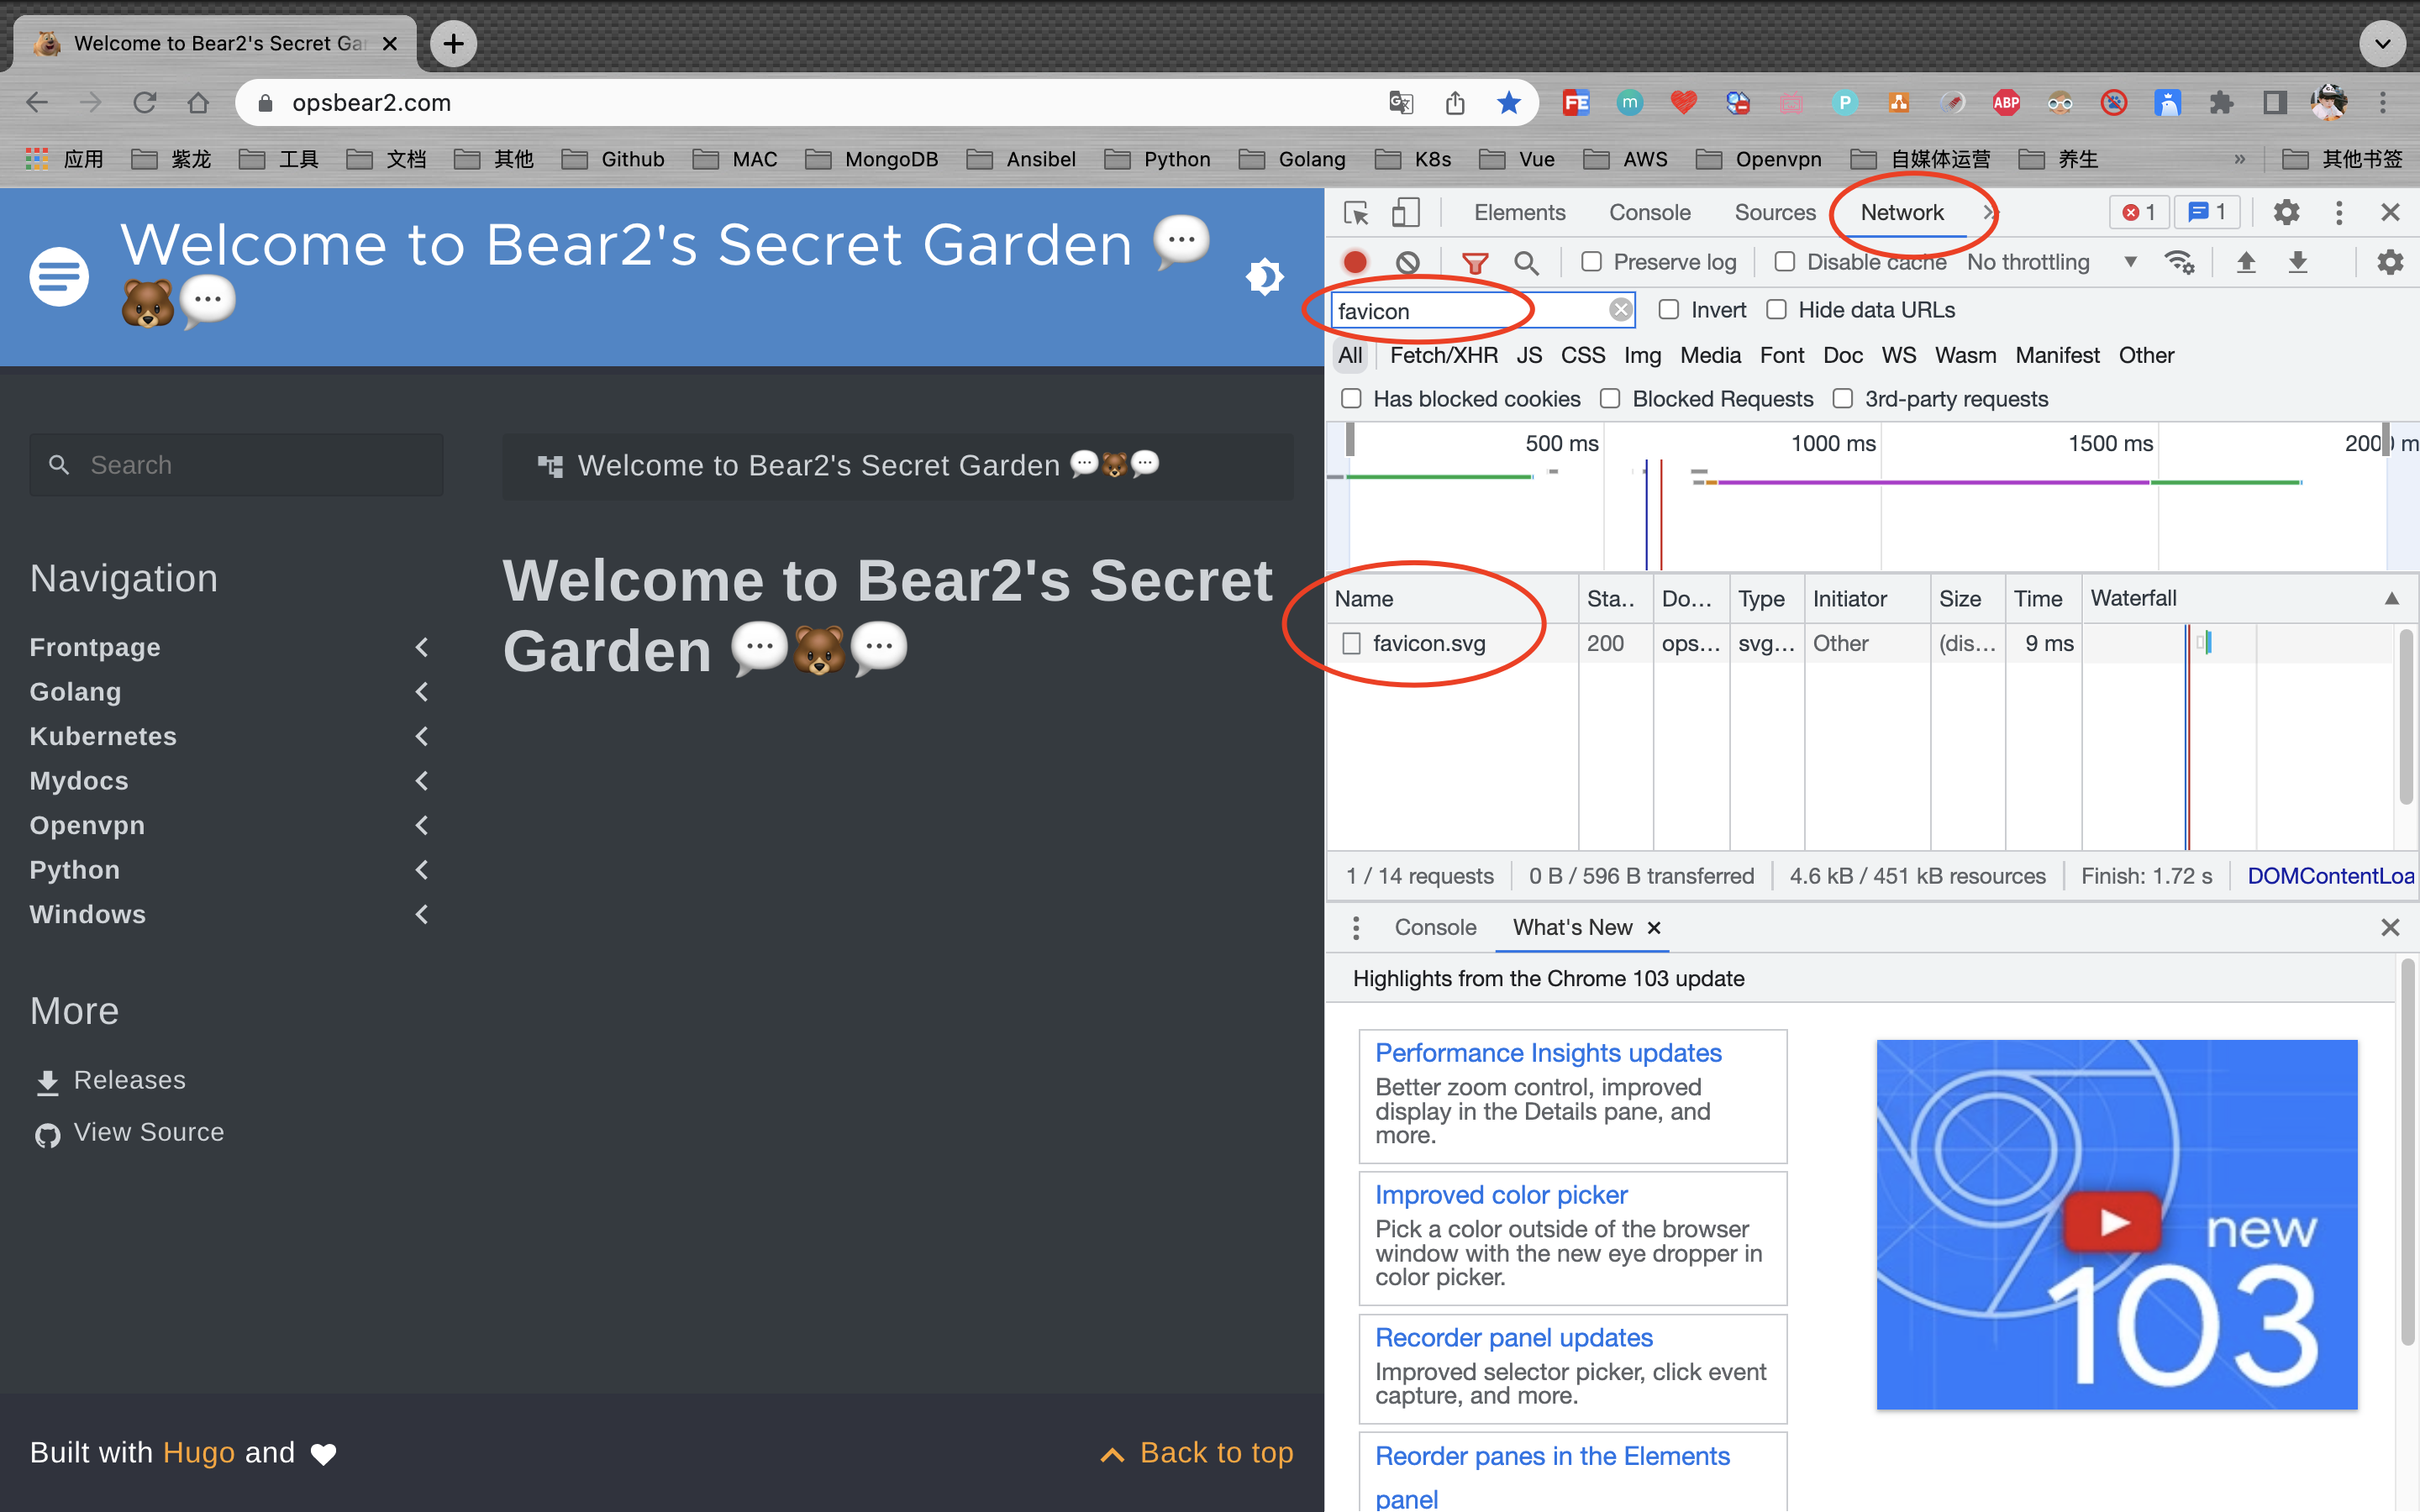 Welcome to Bear2's Secret Ga
opsbear2.com
应用 紫龙 工具 文档 其他 Github MAC MongoDB Ansibel Python Golang K8s Vue AWS Openvpn 自媒体运营 养生 » 其他书签
Welcome to Bear2's Secret Garden 💬
🐻💬
Search
Welcome to Bear2's Secret Garden 💬🐻💬
Navigation
Frontpage
Golang
Kubernetes
Mydocs
Openvpn
Python
Windows
More
Releases
View Source
Welcome to Bear2's Secret
Garden 💬🐻💬
Built with Hugo and
Back to top
Elements Console Sources Network » 1 1
Preserve log Disable cache No throttling
favicon Invert Hide data URLs
All Fetch/XHR JS CSS Img Media Font Doc WS Wasm Manifest Other
Has blocked cookies Blocked Requests 3rd-party requests
500 ms 1000 ms 1500 ms
Name Sta.. Do... Type Initiator Size Time Waterfall
favicon.svg 200 ops... svg... Other (dis... 9 ms
1 / 14 requests 0 B / 596 B transferred 4.6 kB / 451 kB resources Finish: 1.72 s DOMContentLoa
Console What's New
Highlights from the Chrome 103 update
Performance Insights updates
Better zoom control, improved
display in the Details pane, and
more.
Improved color picker
Pick a color outside of the browser
window with the new eye dropper in
color picker.
Recorder panel updates
Improved selector picker, click event
capture, and more.
Reorder panes in the Elements
panel
new
103